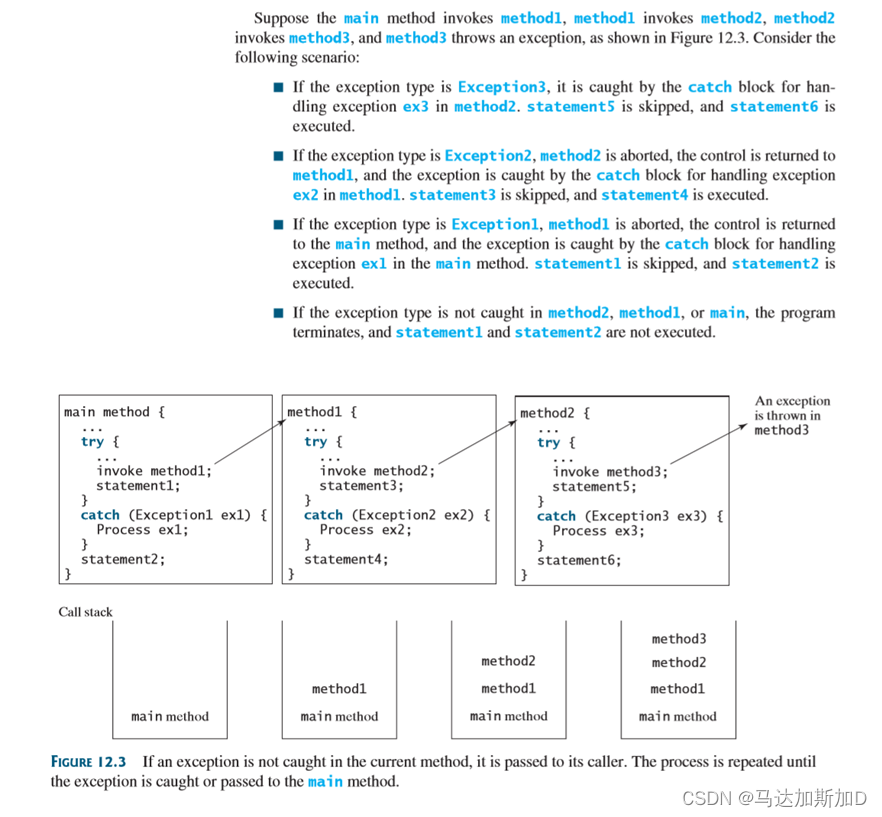 Suppose the main method invokes method1, method1 invokes method2, method2
invokes method3, and method3 throws an exception, as shown in Figure 12.3. Consider the
following scenario:
■ If the exception type is Exception3, it is caught by the catch block for han-
dling exception ex3 in method2. statement5 is skipped, and statement6 is
executed.
■ If the exception type is Exception2, method2 is aborted, the control is returned to
method1, and the exception is caught by the catch block for handling exception
ex2 in method1. statement3 is skipped, and statement4 is executed.
■ If the exception type is Exception1, method1 is aborted, the control is returned
to the main method, and the exception is caught by the catch block for handling
exception ex1 in the main method. statement1 is skipped, and statement2 is
executed.
■ If the exception type is not caught in method2, method1, or main, the program
terminates, and statement1 and statement2 are not executed.
main method {
...
try {
...
invoke method1;
statement1;
}
catch (Exception1 ex1) {
Process ex1;
}
statement2;
}
method1 {
...
try {
...
invoke method2;
statement3;
}
catch (Exception2 ex2) {
Process ex2;
}
statement4;
}
method2 {
...
try {
...
invoke method3;
statement5;
}
catch (Exception3 ex3) {
Process ex3;
}
statement6;
}
An exception
is thrown in
method3
Call stack
main method
method1
main method
method2
method1
main method
method3
method2
method1
main method
FIGURE 12.3 If an exception is not caught in the current method, it is passed to its caller. The process is repeated until
the exception is caught or passed to the main method.
CSDN @马达加斯加D